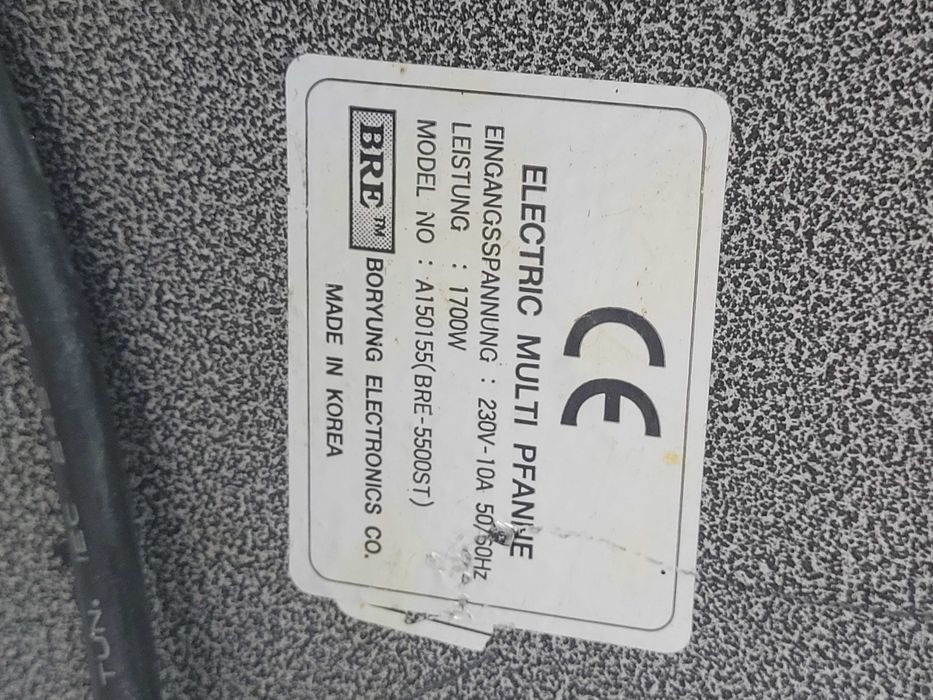 CE
ELECTRIC MULTI PFANNE
EINGANGSSPANNUNG : 230V-10A 50/60Hz
LEISTUNG : 1700W
MODEL NO : A150155(BRE-5500ST)
BRE™ BORYUNG ELECTRONICS CO.
MADE IN KOREA